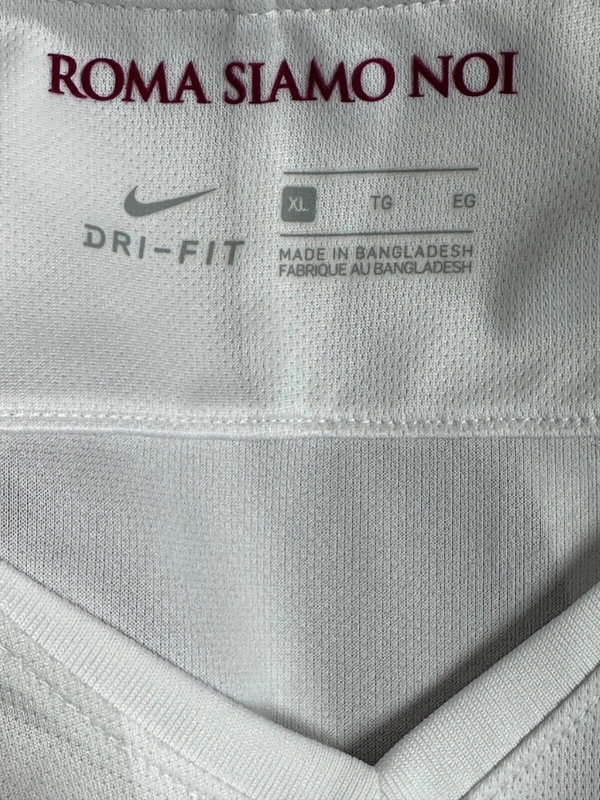 ROMA SIAMO NOI
DRI-FIT
XL TG EG
MADE IN BANGLADESH
FABRIQUE AU BANGLADESH